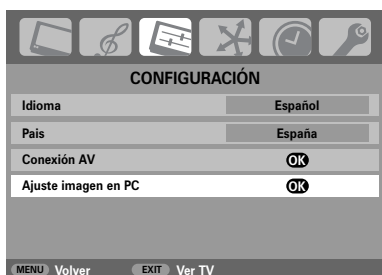 CONFIGURACIÓN
Idioma Español
Pais España
Conexión AV OK
Ajuste imagen en PC OK
MENU Volver EXIT Ver TV